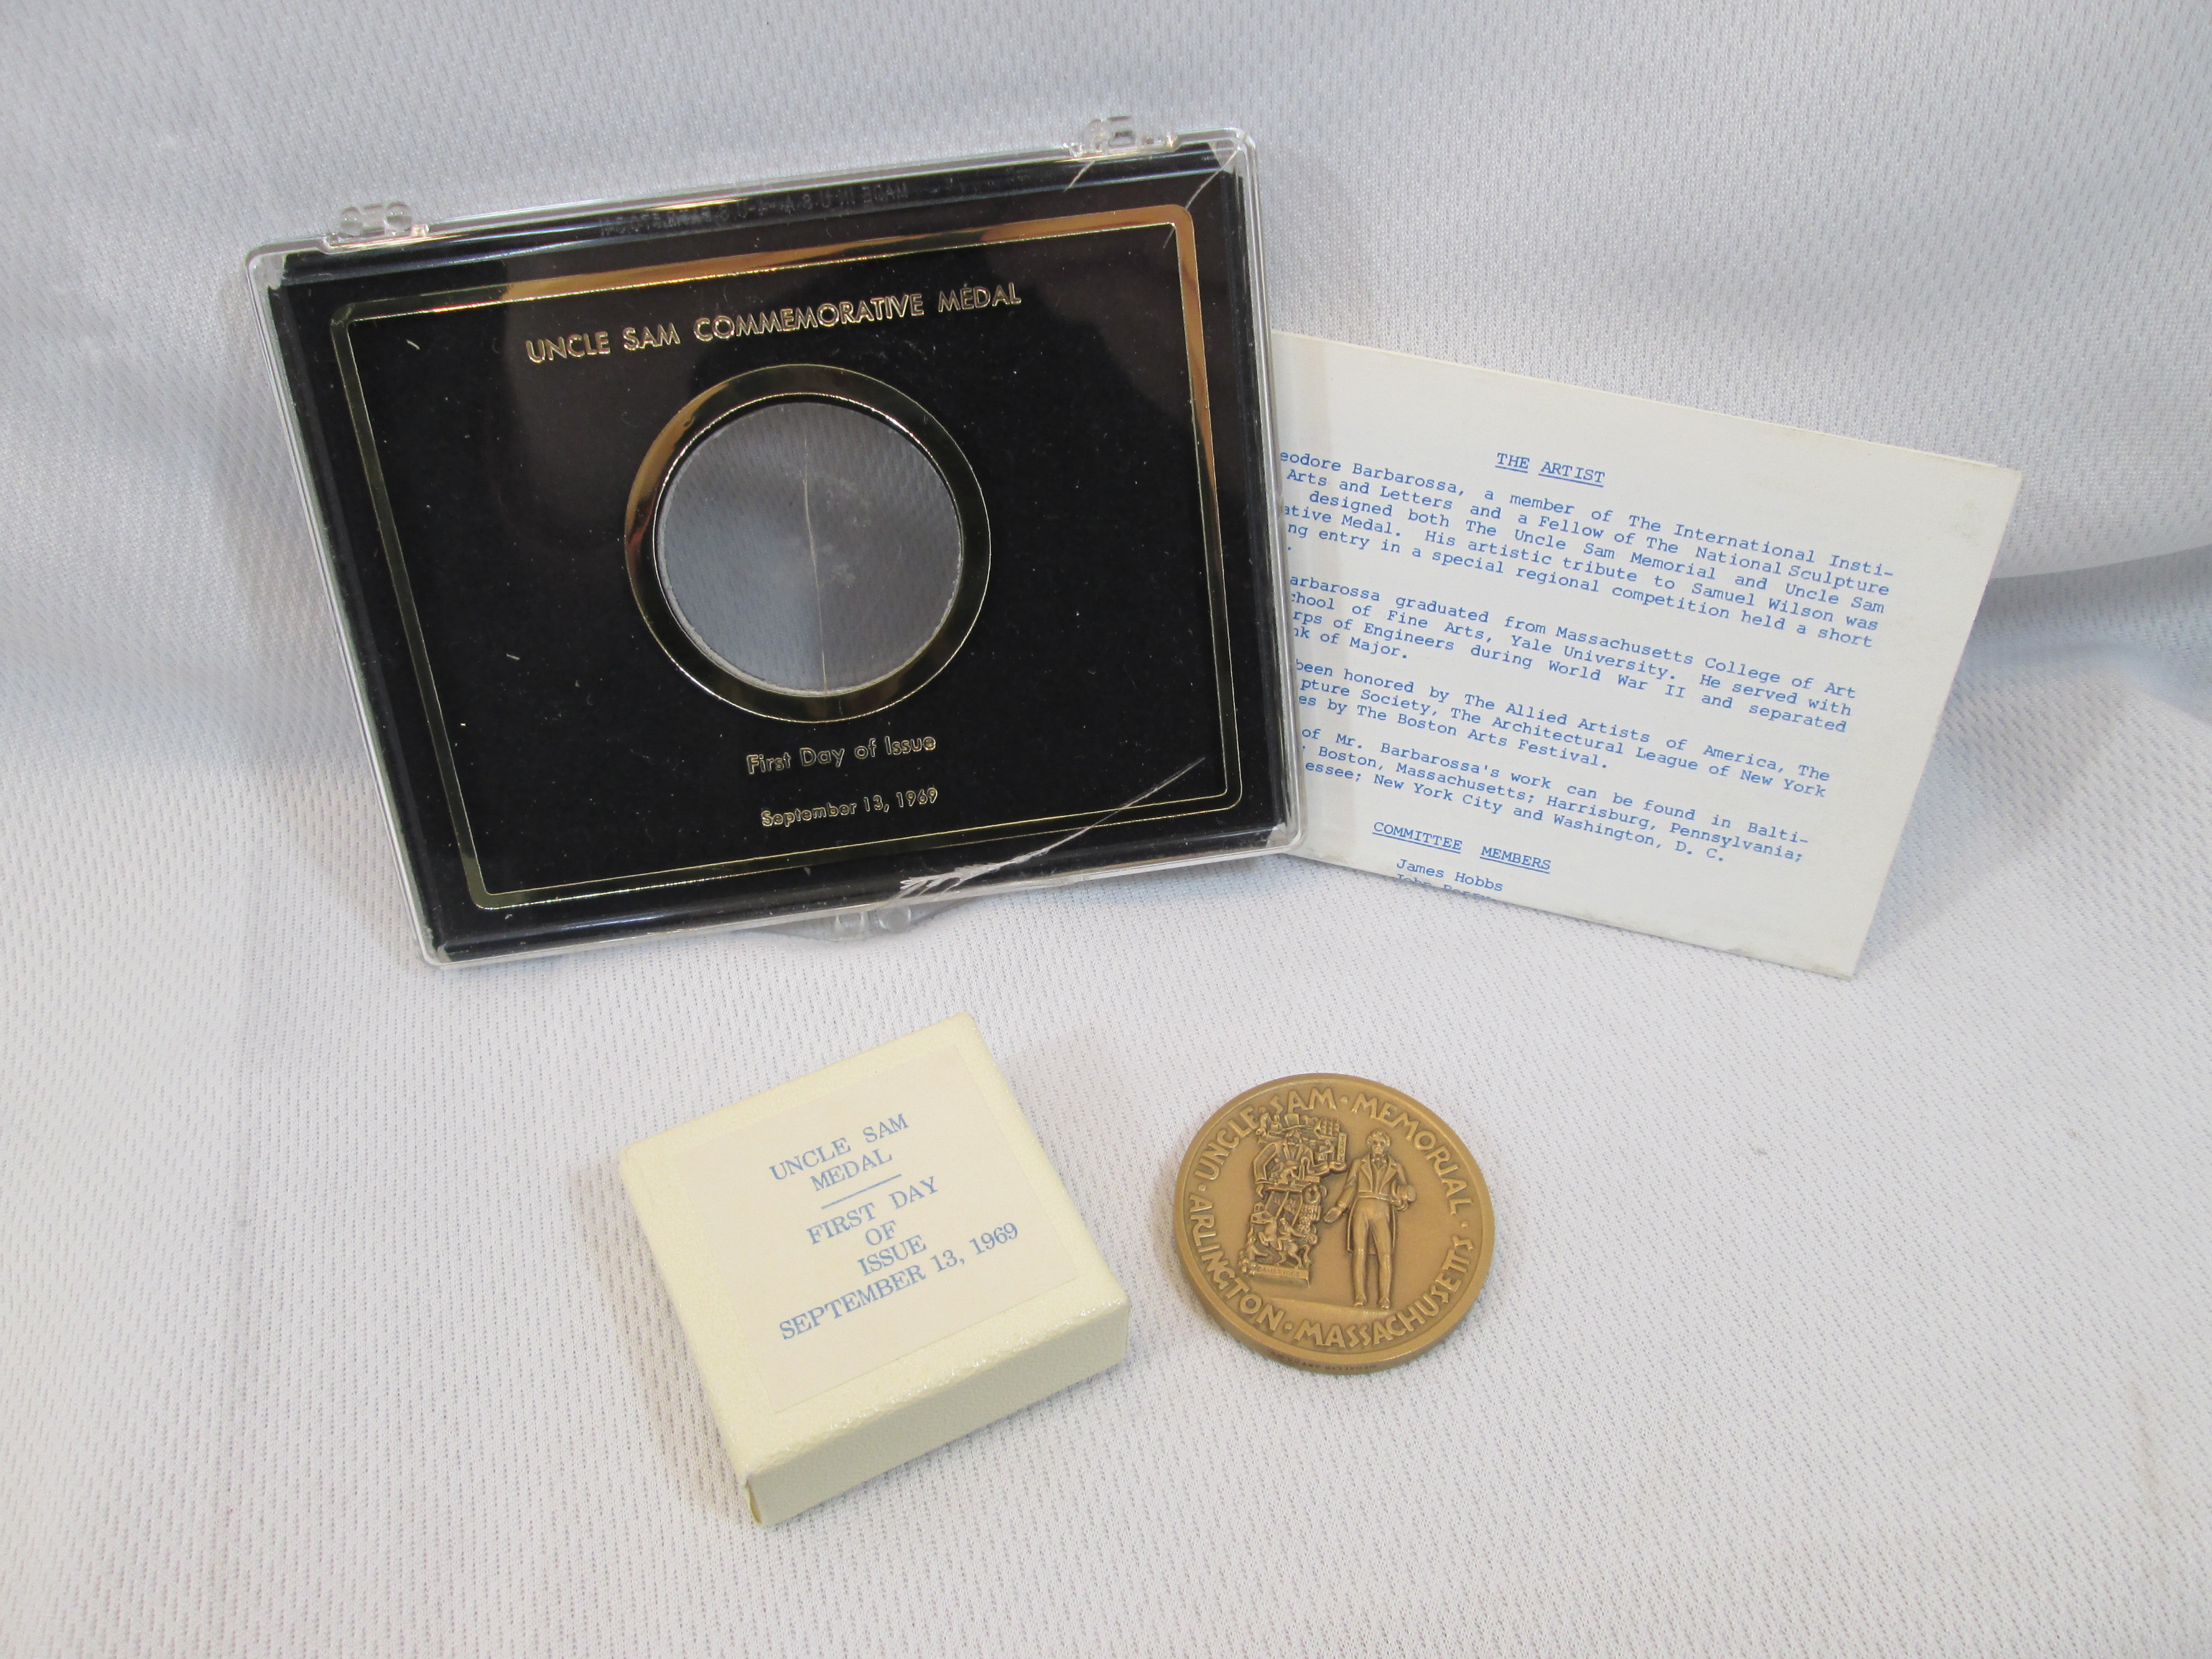 UNCLE SAM COMMEMORATIVE MEDAL
First Day of Issue
September 13, 1969
THE ARTIST
eodore Barbarossa, a member of The International Insti-
Arts and Letters and a Fellow of The National Sculpture
designed both The Uncle Sam Memorial and Uncle Sam
ative Medal. His artistic tribute to Samuel Wilson was
ng entry in a special regional competition held a short
.
arbarossa graduated from Massachusetts College of Art
chool of Fine Arts, Yale University. He served with
rps of Engineers during World War II and separated
nk of Major.
been honored by The Allied Artists of America, The
pture Society, The Architectural League of New York
es by The Boston Arts Festival.
of Mr. Barbarossa's work can be found in Balti-
Boston, Massachusetts; Harrisburg, Pennsylvania;
essee; New York City and Washington, D. C.
COMMITTEE MEMBERS
James Hobbs
John
UNCLE SAM
MEDAL
FIRST DAY
OF
ISSUE
SEPTEMBER 13, 1969
UNCLE·SAM·MEMORIAL·
ARLINGTON·MASSACHUSETTS